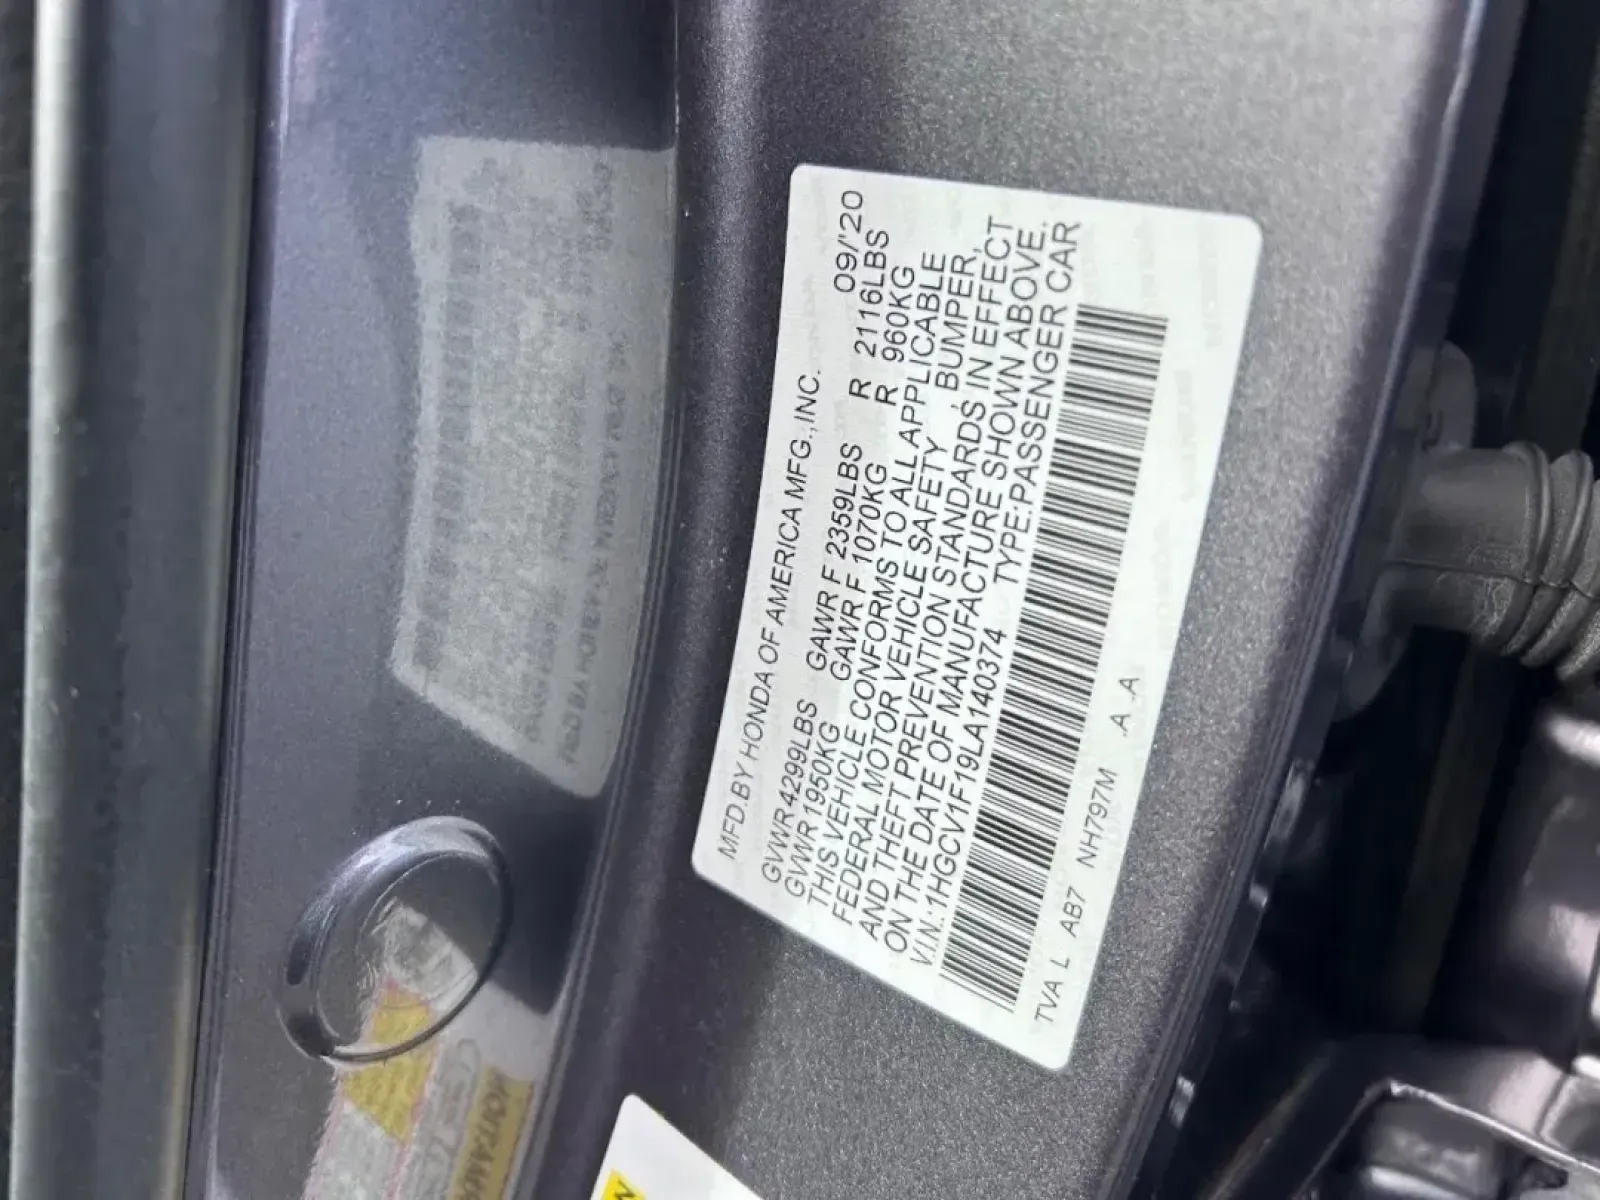 MFD.BY HONDA OF AMERICA MFG.,INC. 09/'20
GVWR 4299LBS GAWR F 2359LBS R 2116LBS
GVWR 1950KG GAWR F 1070KG R 960KG
THIS VEHICLE CONFORMS TO ALL APPLICABLE
FEDERAL MOTOR VEHICLE SAFETY, BUMPER,
AND THEFT PREVENTION STANDARDS IN EFFECT
ON THE DATE OF MANUFACTURE SHOWN ABOVE.
V.I.N.:1HGCV1F19LA140374 TYPE:PASSENGER CAR
TVA L AB7 NH797M .A .A